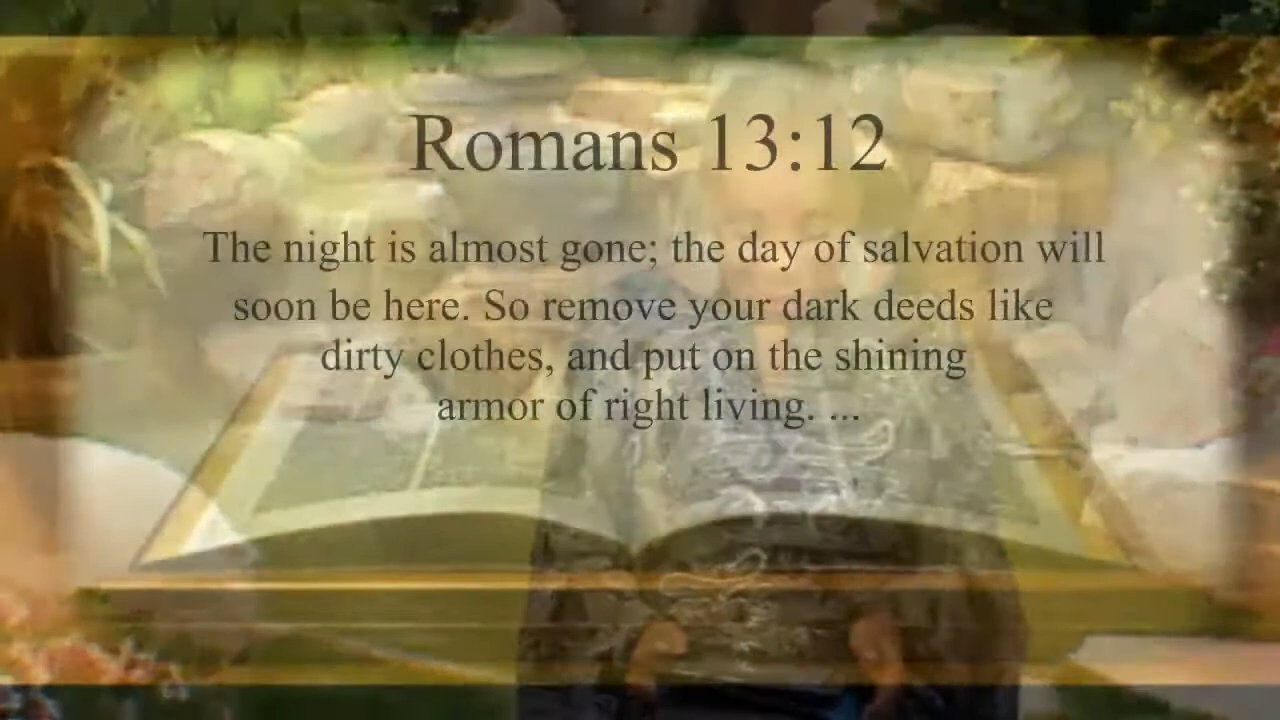 Romans 13:12
The night is almost gone; the day of salvation will
soon be here. So remove your dark deeds like
dirty clothes, and put on the shining
armor of right living. ...